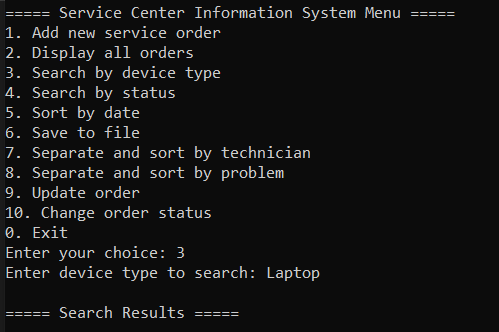 ===== Service Center Information System Menu =====
1. Add new service order
2. Display all orders
3. Search by device type
4. Search by status
5. Sort by date
6. Save to file
7. Separate and sort by technician
8. Separate and sort by problem
9. Update order
10. Change order status
0. Exit
Enter your choice: 3
Enter device type to search: Laptop
===== Search Results =====